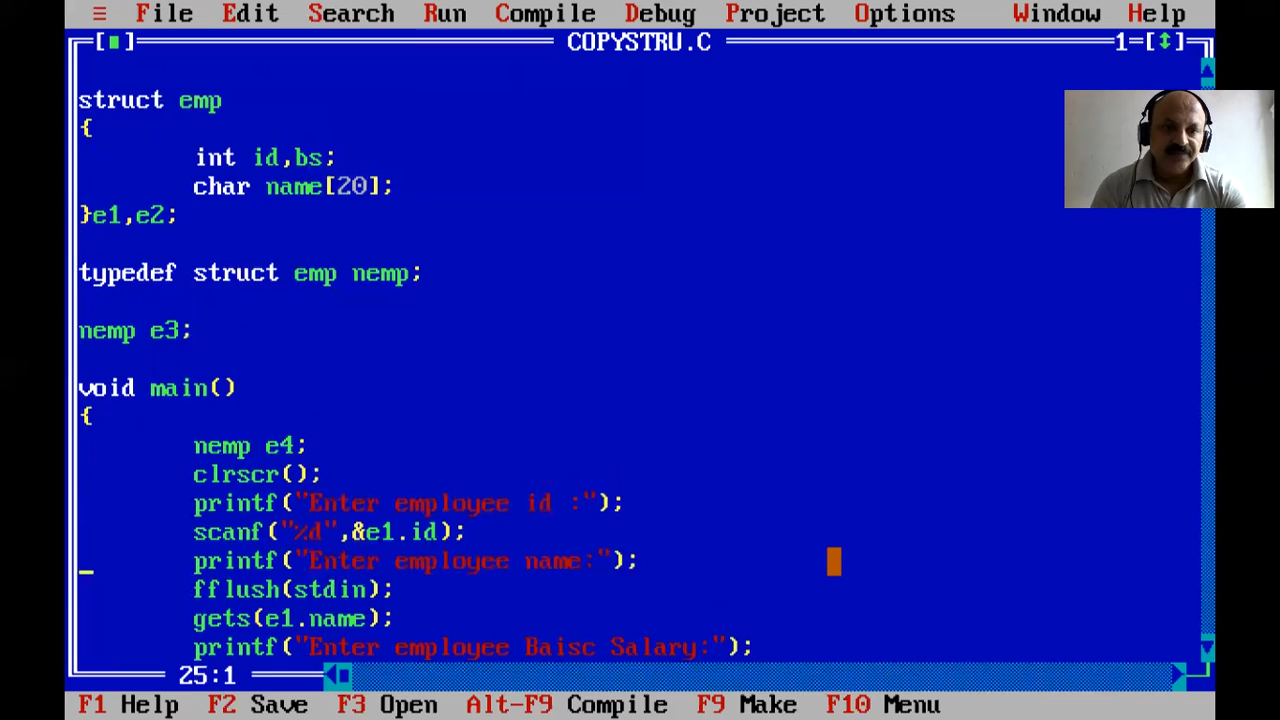 ≡ File Edit Search Run Compile Debug Project Options Window Help
[■] COPYSTRU.C 1=[↕]
struct emp
{
int id,bs;
char name[20];
}e1,e2;
typedef struct emp nemp;
nemp e3;
void main()
{
nemp e4;
clrscr();
printf("Enter employee id :");
scanf("%d",&e1.id);
printf("Enter employee name:");
fflush(stdin);
gets(e1.name);
printf("Enter employee Baisc Salary:");
25:1
F1 Help F2 Save F3 Open Alt-F9 Compile F9 Make F10 Menu